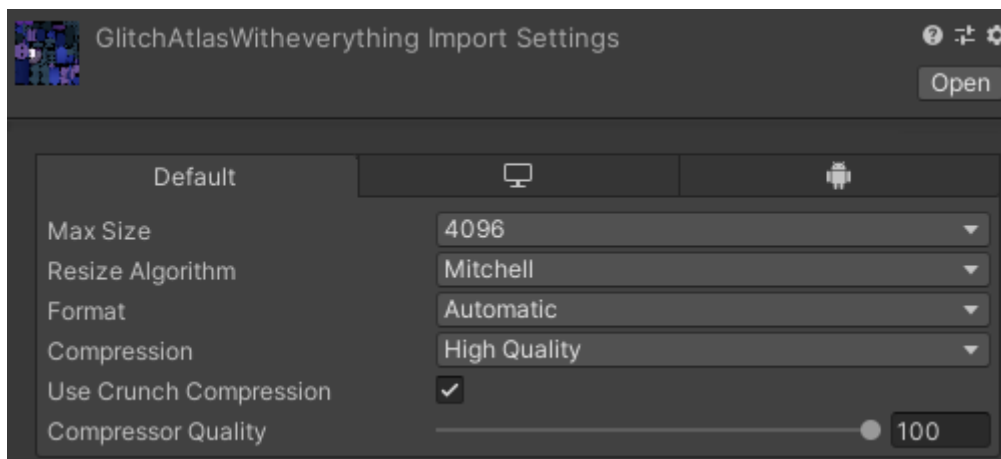 GlitchAtlasWitheverything Import Settings
Open
Default
Max Size 4096
Resize Algorithm Mitchell
Format Automatic
Compression High Quality
Use Crunch Compression
Compressor Quality 100